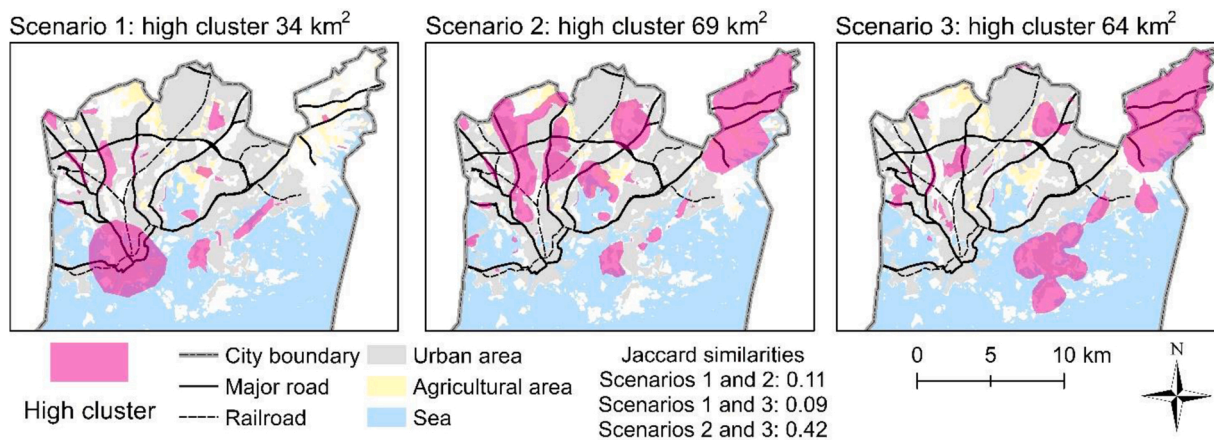 Scenario 1: high cluster 34 km²
Scenario 2: high cluster 69 km²
Scenario 3: high cluster 64 km²
High cluster
City boundary
Major road
Railroad
Urban area
Agricultural area
Sea
Jaccard similarities
Scenarios 1 and 2: 0.11
Scenarios 1 and 3: 0.09
Scenarios 2 and 3: 0.42
0 5 10 km
N